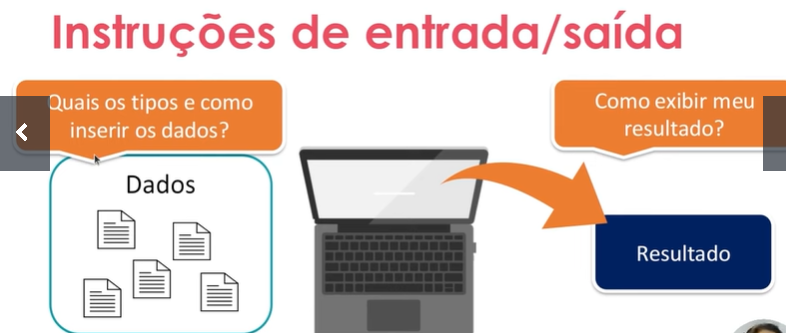 Instruções de entrada/saída
Quais os tipos e como
inserir os dados?
Como exibir meu
resultado?
Dados
Resultado